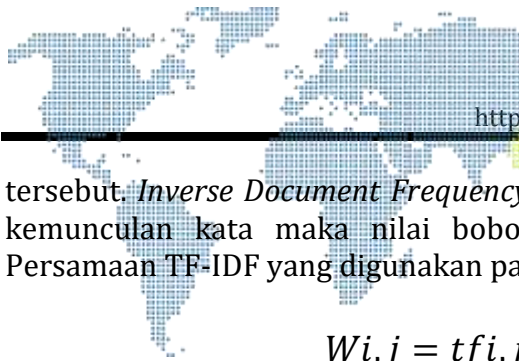 http
tersebut. Inverse Document Frequency
kemunculan kata maka nilai bobo
Persamaan TF-IDF yang digunakan pa
Wi, j = tfi, j